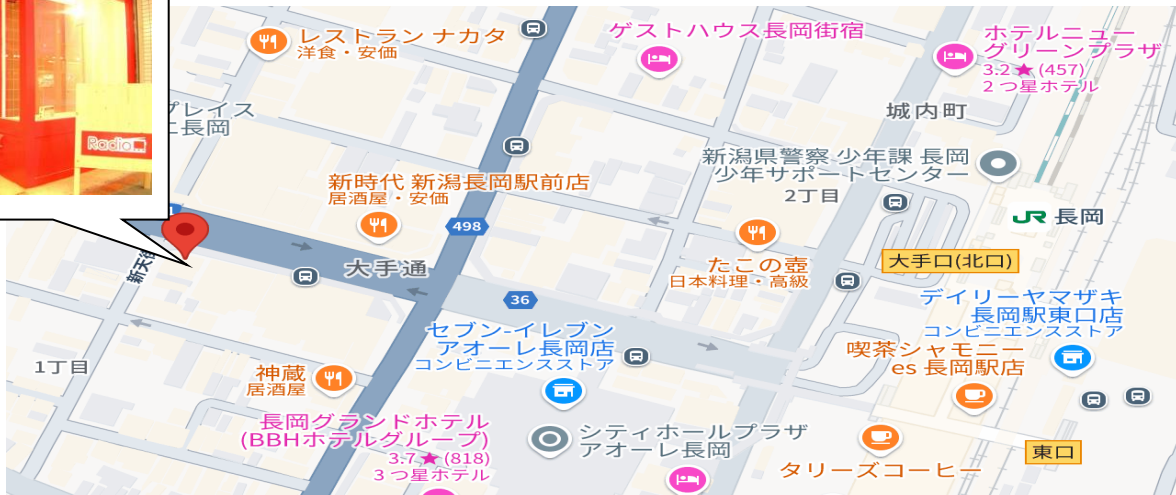 レストラン ナカタ
洋食・安価
ゲストハウス長岡街宿
ホテルニュー
グリーンプラザ
3.2★(457)
2つ星ホテル
城内町
プレイス
長岡
Radio
新潟県警察 少年課 長岡
少年サポートセンター
2丁目
新時代 新潟長岡駅前店
居酒屋・安価
JR 長岡
498
たこの壺
日本料理・高級
大手口(北口)
大手通
新天
36
デイリーヤマザキ
長岡駅東口店
コンビニエンスストア
セブン-イレブン
アオーレ長岡店
コンビニエンスストア
喫茶シャモニー
es 長岡駅店
1丁目
神蔵
居酒屋
長岡グランドホテル
(BBHホテルグループ)
3.7★(818)
3つ星ホテル
シティホールプラザ
アオーレ長岡
タリーズコーヒー
東口